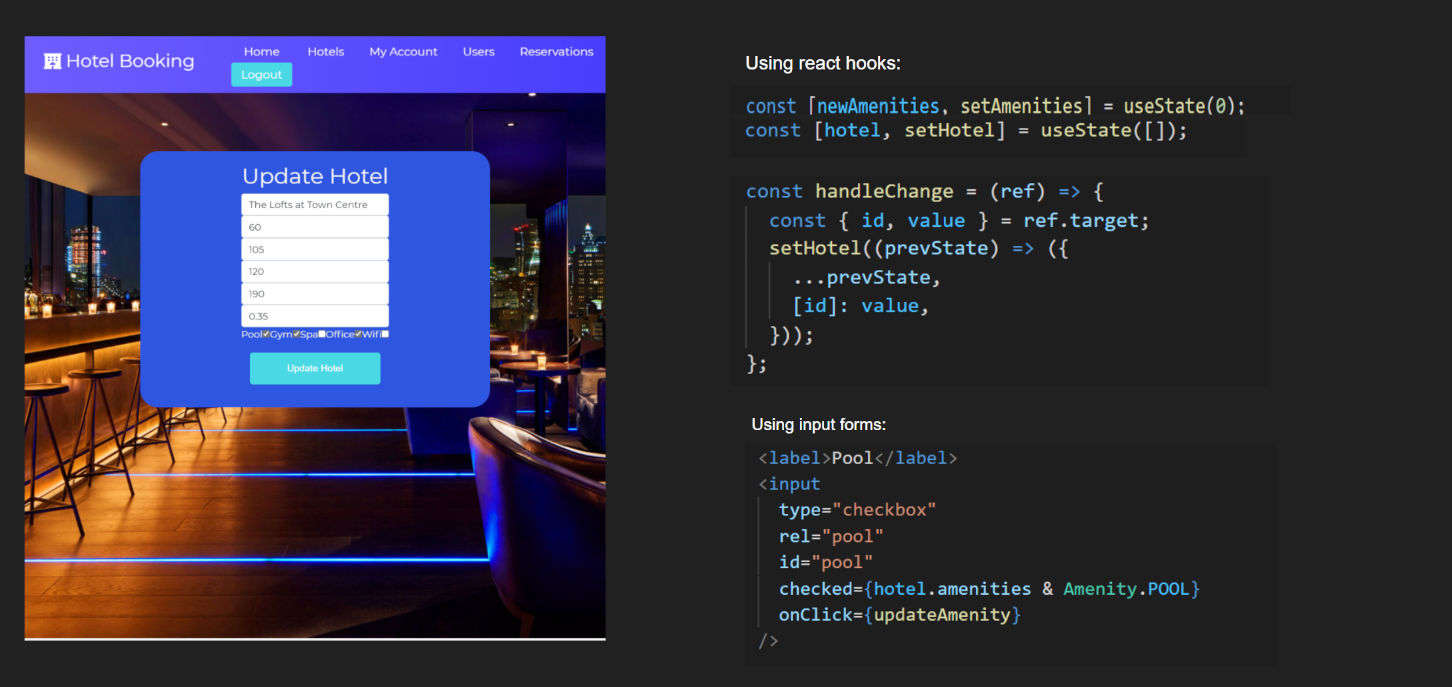 Hotel Booking
Home Hotels My Account Users Reservations
Logout
Update Hotel
The Lofts at Town Centre
60
105
120
190
0.35
Pool Gym Spa Office Wifi
Update Hotel
Using react hooks:
const [newAmenities, setAmenities] = useState(0);
const [hotel, setHotel] = useState([]);
const handleChange = (ref) => {
const { id, value } = ref.target;
setHotel((prevState) => ({
...prevState,
[id]: value,
}));
};
Using input forms:
<label>Pool</label>
<input
type="checkbox"
rel="pool"
id="pool"
checked={hotel.amenities & Amenity.POOL}
onClick={updateAmenity}
/>